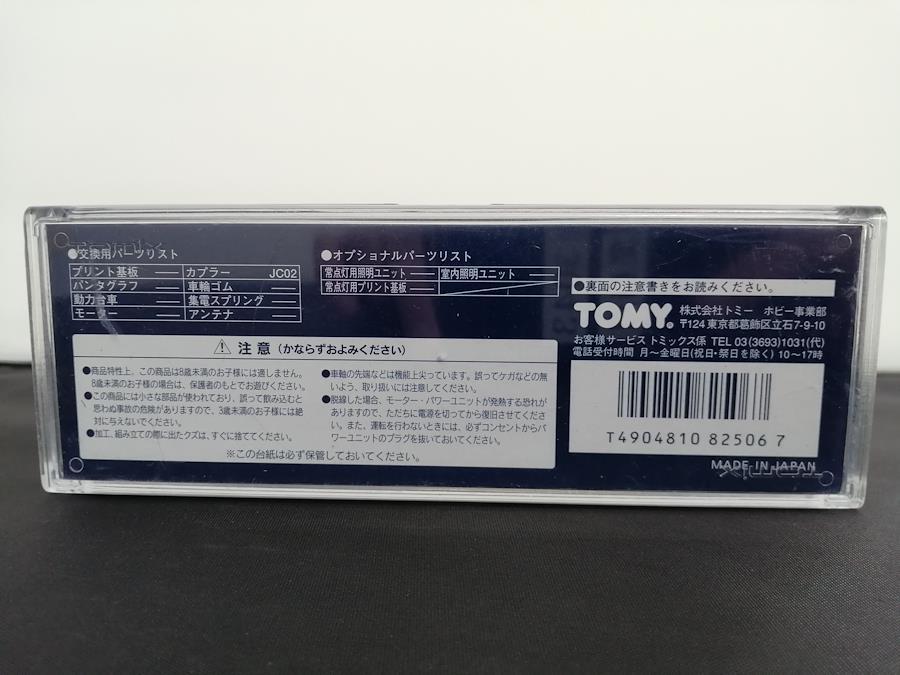 ●交換用パーツリスト
プリント基板 — カプラー JC02
パンタグラフ — 車輪ゴム —
動力台車 — 集電スプリング —
モーター — アンテナ —
●オプショナルパーツリスト
常点灯用照明ユニット — 室内照明ユニット —
常点灯用プリント基板 —
⚠ 注意（かならずおよみください）
●商品特性上、この商品は8歳未満のお子様には適しません。
8歳未満のお子様の場合は、保護者のもとでお遊びください。
●この商品には小さな部品が使われており、誤って飲み込むと
思わぬ事故の危険がありますので、3歳未満のお子様には絶
対に与えないでください。
●加工、組み立ての際に出たクズは、すぐに捨ててください。
●車軸の先端などは機能上尖っています。誤ってケガなどの無
いよう、取り扱いには注意してください。
●脱線した場合、モーター・パワーユニットが発熱する恐れが
ありますので、ただちに電源を切ってから復旧させてくださ
い。また、運転を行わないときには、必ずコンセントからパ
ワーユニットのプラグを抜いておいてください。
※この台紙は必ず保管しておいてください。
●裏面の注意書きをお読みください。
TOMY. 株式会社トミー ホビー事業部
〒124 東京都葛飾区立石7-9-10
お客様サービス トミックス係 TEL 03(3693)1031(代)
電話受付時間 月〜金曜日(祝日・祭日を除く) 10〜17時
T4904810 82506 7
MADE IN JAPAN